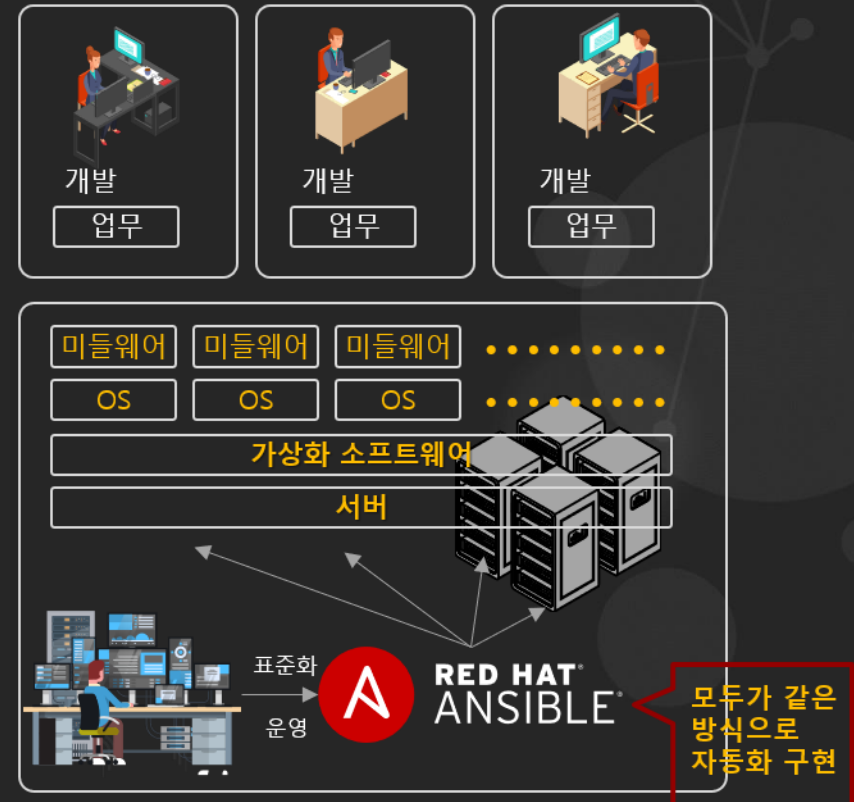 개발
업무
개발
업무
개발
업무
미들웨어
미들웨어
미들웨어
OS
OS
OS
가상화 소프트웨어
서버
표준화
운영
RED HAT®
ANSIBLE®
모두가 같은
방식으로
자동화 구현